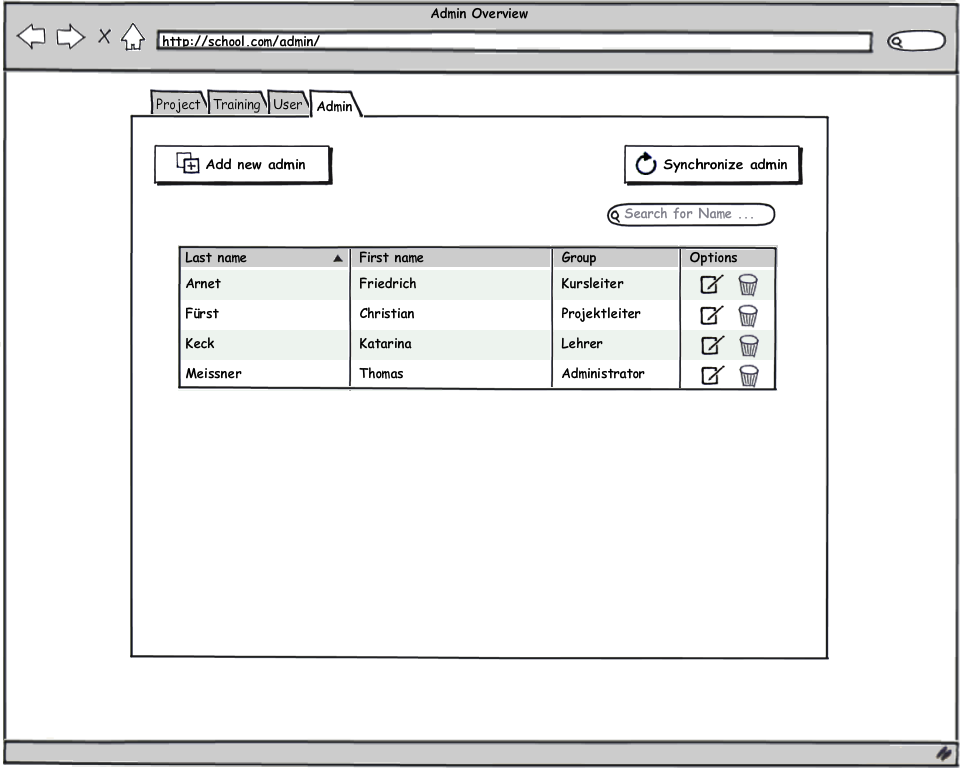 Admin Overview
http://school.com/admin/
Project Training User Admin
Add new admin Synchronize admin
Search for Name ...
Last name First name Group Options
Arnet Friedrich Kursleiter
Fürst Christian Projektleiter
Keck Katarina Lehrer
Meissner Thomas Administrator